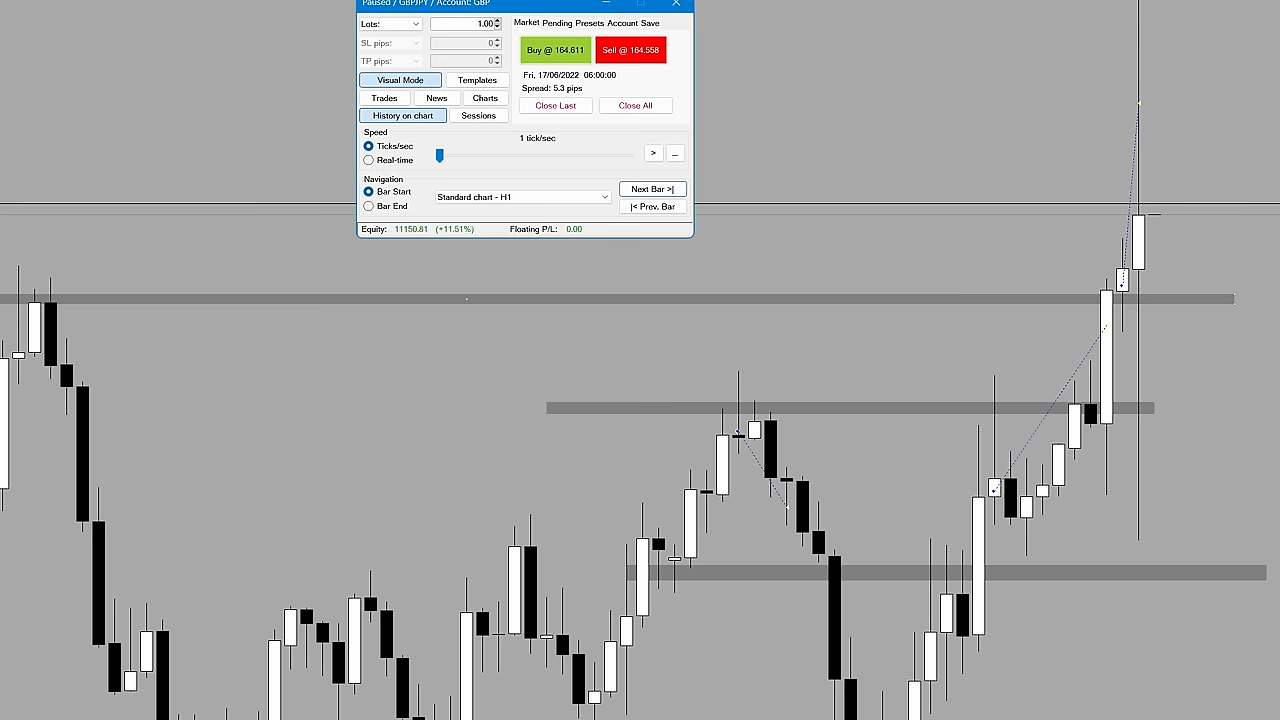 Paused / GBPJPY / Account: GBP
Lots: 1.00
Market Pending Presets Account Save
SL pips: 0
Buy @ 164.611 Sell @ 164.558
TP pips: 0
Fri, 17/06/2022 06:00:00
Visual Mode Templates
Spread: 5.3 pips
Trades News Charts
Close Last Close All
History on chart Sessions
Speed
1 tick/sec
Ticks/sec
> ...
Real-time
Navigation
Bar Start
Standard chart - H1
Next Bar >|
Bar End
|< Prev. Bar
Equity: 11150.81 (+11.51%) Floating P/L: 0.00